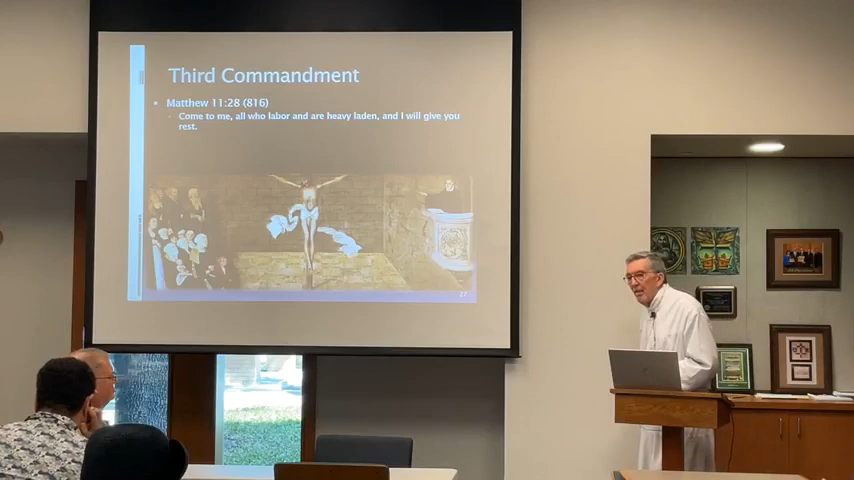 Third Commandment
▪ Matthew 11:28 (816)
- Come to me, all who labor and are heavy laden, and I will give you
rest.
27